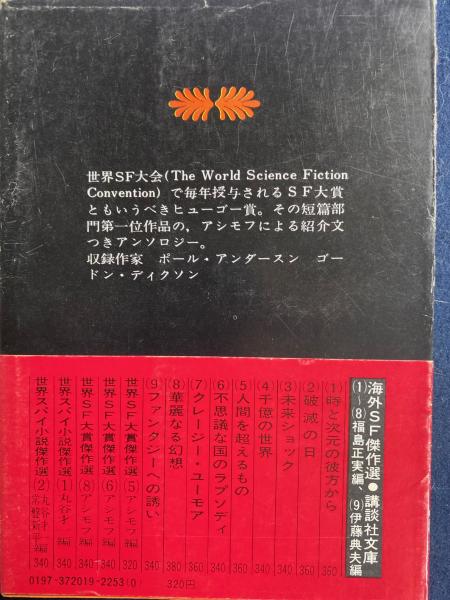 世界SF大会(The World Science Fiction
Convention) で毎年授与されるSF大賞
ともいうべきヒューゴー賞。その短篇部
門第一位作品の，アシモフによる紹介文
つきアンソロジー。
収録作家　ポール・アンダースン　ゴー
ドン・ディクソン
海外SF傑作選●講談社文庫
(1)〜(8)福島正実編、(9)伊藤典夫編
(1)時と次元の彼方から 360
(2)破滅の日 360
(3)未来ショック
(4)千億の世界 360
(5)人間を超えるもの
(6)不思議な国のラプソディ 360
(7)クレージー・ユーモア 360
(8)華麗なる幻想 380
(9)ファンタジーへの誘い 340
世界SF大賞傑作選(5)アシモフ編 320
世界SF大賞傑作選(6)アシモフ編
世界SF大賞傑作選(8)アシモフ編 340
世界スパイ小説傑作選(1)丸谷才一編 340
世界スパイ小説傑作選(2)丸谷才一・常盤新平編 340
0197-372019-2253(0)
320円